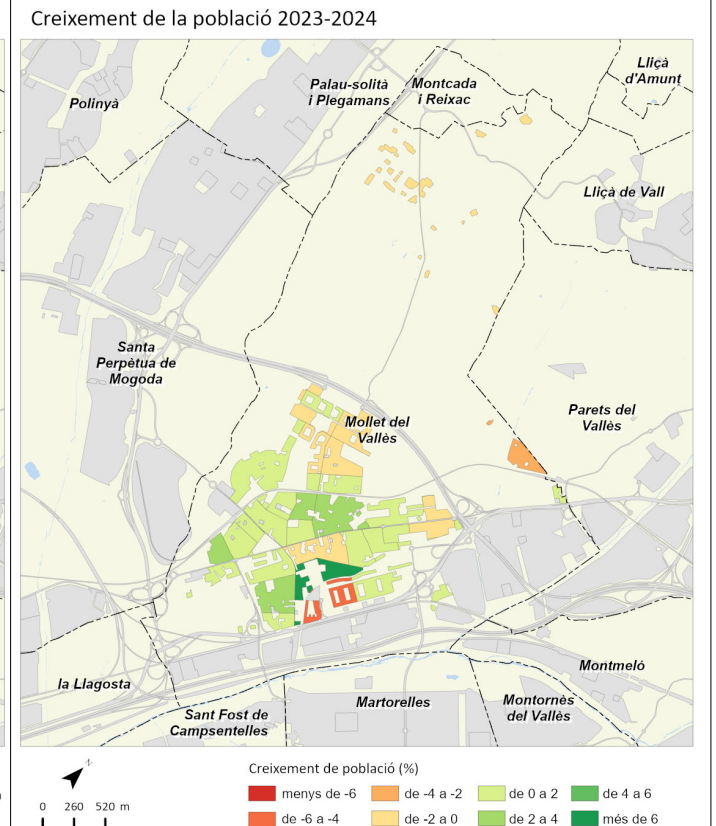 Creixement de la població 2023-2024
Lliçà
d'Amunt
Palau-solità
i Plegamans
Montcada
i Reixac
Polinyà
Lliçà de Vall
Santa
Perpètua de
Mogoda
Parets del
Vallès
Mollet del
Vallès
Montmeló
la Llagosta
Martorelles
Montornès
del Vallès
Sant Fost de
Campsentelles
N
Creixement de població (%)
0 260 520 m
menys de -6
de -4 a -2
de 0 a 2
de 4 a 6
de -6 a -4
de -2 a 0
de 2 a 4
més de 6